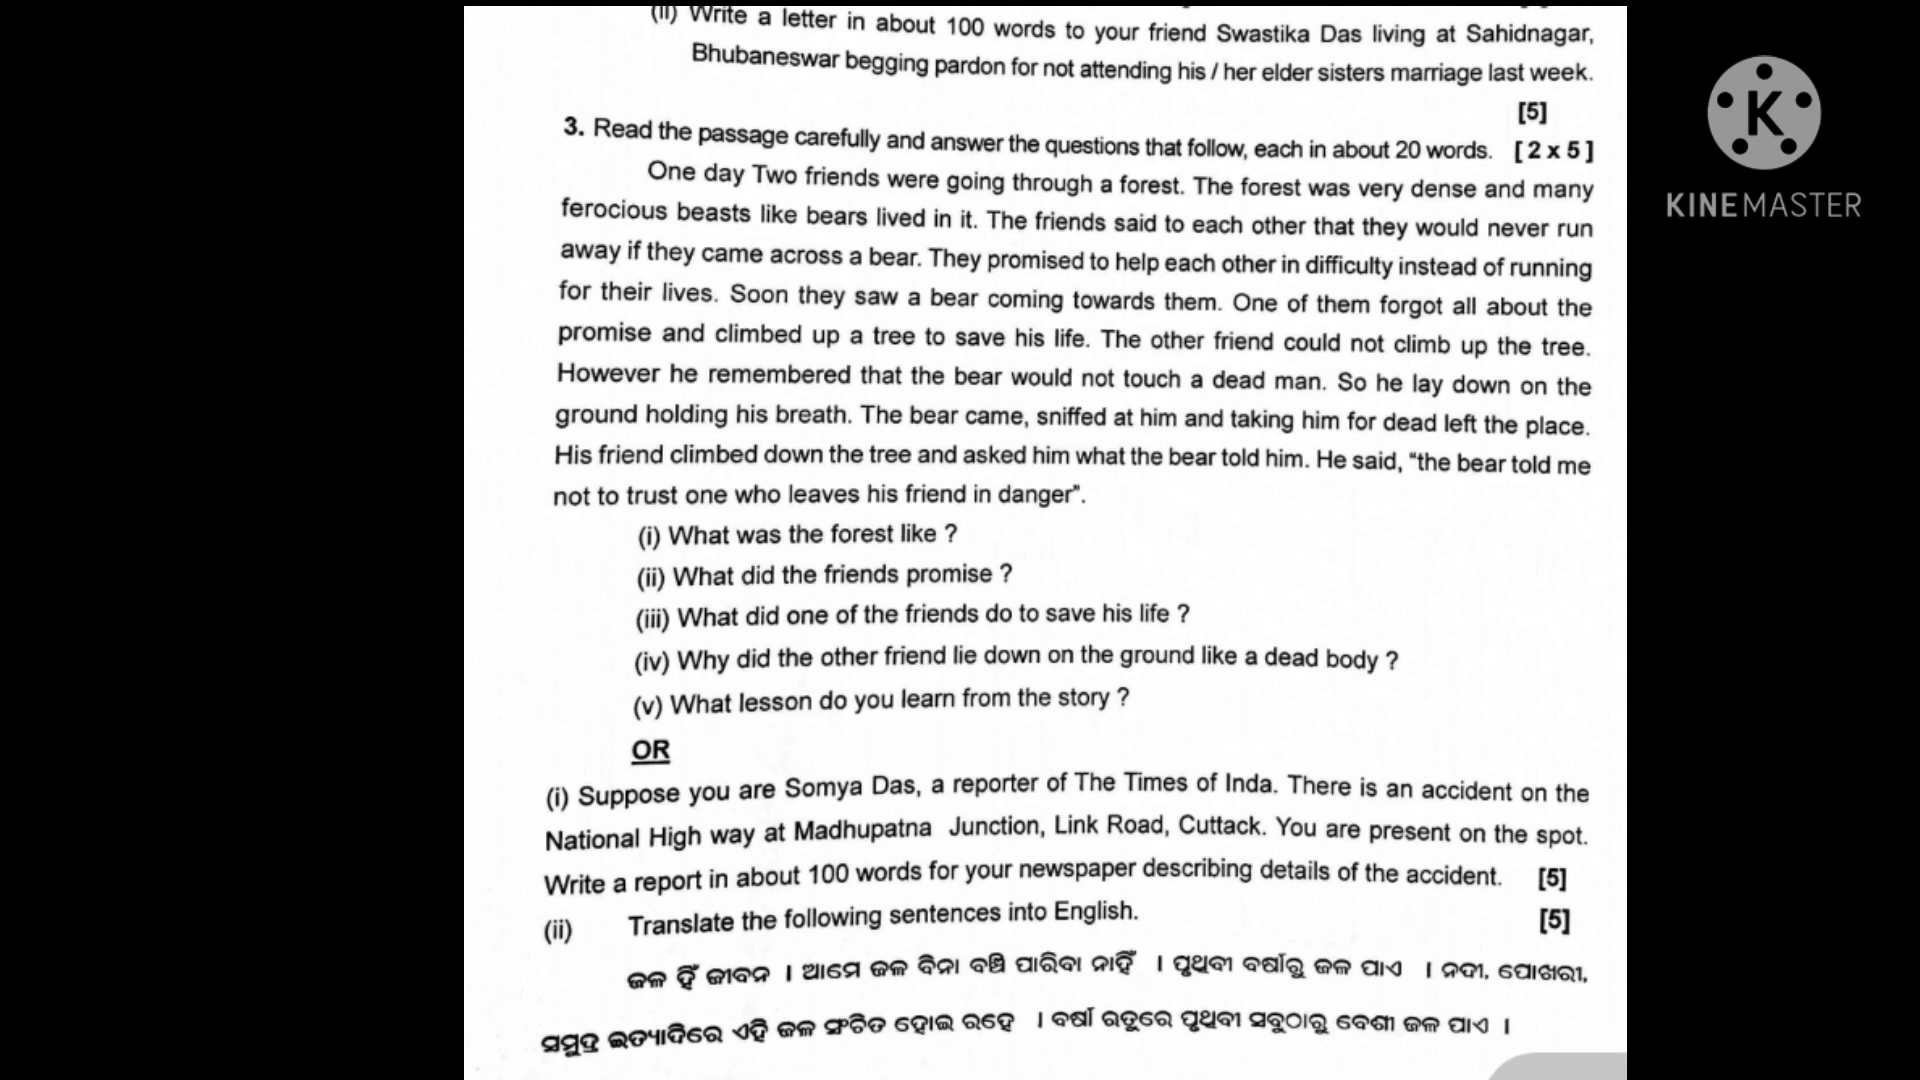 (ii) Write a letter in about 100 words to your friend Swastika Das living at Sahidnagar,
Bhubaneswar begging pardon for not attending his / her elder sisters marriage last week.
[5]
3. Read the passage carefully and answer the questions that follow, each in about 20 words. [ 2 x 5 ]
One day Two friends were going through a forest. The forest was very dense and many
ferocious beasts like bears lived in it. The friends said to each other that they would never run
away if they came across a bear. They promised to help each other in difficulty instead of running
for their lives. Soon they saw a bear coming towards them. One of them forgot all about the
promise and climbed up a tree to save his life. The other friend could not climb up the tree.
However he remembered that the bear would not touch a dead man. So he lay down on the
ground holding his breath. The bear came, sniffed at him and taking him for dead left the place.
His friend climbed down the tree and asked him what the bear told him. He said, "the bear told me
not to trust one who leaves his friend in danger".
(i) What was the forest like ?
(ii) What did the friends promise ?
(iii) What did one of the friends do to save his life ?
(iv) Why did the other friend lie down on the ground like a dead body ?
(v) What lesson do you learn from the story ?
OR
(i) Suppose you are Somya Das, a reporter of The Times of Inda. There is an accident on the
National High way at Madhupatna Junction, Link Road, Cuttack. You are present on the spot.
Write a report in about 100 words for your newspaper describing details of the accident. [5]
(ii) Translate the following sentences into English. [5]
ଜଳ ହିଁ ଜୀବନ । ଆମେ ଜଳ ବିନା ବଞ୍ଚି ପାରିବା ନାହିଁ । ପୃଥିବୀ ବର୍ଷାରୁ ଜଳ ପାଏ । ନଦୀ, ପୋଖରୀ,
ସମୁଦ୍ର ଇତ୍ୟାଦିରେ ଏହି ଜଳ ସଂଚିତ ହୋଇ ରହେ । ବର୍ଷା ଋତୁରେ ପୃଥିବୀ ସବୁଠାରୁ ବେଶୀ ଜଳ ପାଏ ।
K
KINEMASTER